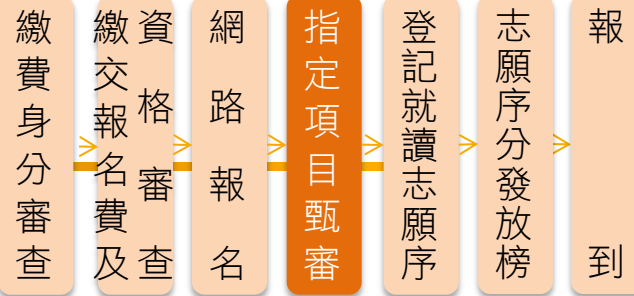 繳費身分審查
繳交報名費及
資格審查
網路報名
指定項目甄審
登記就讀志願序
志願序分發放榜
報到